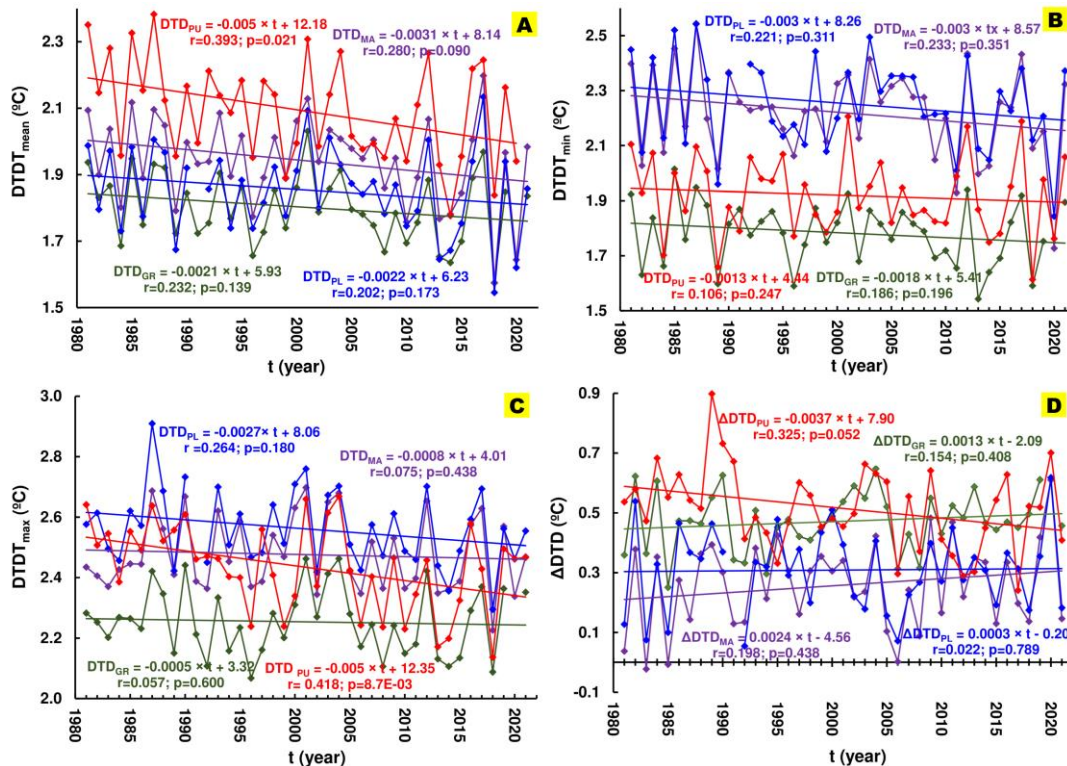 A
DTD_PU = -0.005 × t + 12.18
r=0.393; p=0.021
DTD_MA = -0.0031 × t + 8.14
r=0.280; p=0.090
DTDT_mean (ºC)
2.3
2.1
1.9
1.7
1.5
DTD_GR = -0.0021 × t + 5.93
r=0.232; p=0.139
DTD_PL = -0.0022 × t + 6.23
r=0.202; p=0.173
1980
1985
1990
1995
2000
2005
2010
2015
2020
t (year)
B
DTD_PL = -0.003 × t + 8.26
r=0.221; p=0.311
DTD_MA = -0.003 × tx + 8.57
r=0.233; p=0.351
DTDT_min (ºC)
2.5
2.3
2.1
1.9
1.7
1.5
DTD_PU = -0.0013 × t + 4.44
r= 0.106; p=0.247
DTD_GR = -0.0018 × t + 5.41
r=0.186; p=0.196
1980
1985
1990
1995
2000
2005
2010
2015
2020
t (year)
C
DTD_PL = -0.0027× t + 8.06
r =0.264; p=0.180
DTD_MA = -0.0008 × t + 4.01
r=0.075; p=0.438
DTDT_max (ºC)
3.0
2.8
2.6
2.4
2.2
2.0
DTD_GR = -0.0005 × t + 3.32
r=0.057; p=0.600
DTD_PU = -0.005 × t + 12.35
r= 0.418; p=8.7E-03
1980
1985
1990
1995
2000
2005
2010
2015
2020
t (year)
D
ΔDTD_PU = -0.0037 × t + 7.90
r=0.325; p=0.052
ΔDTD_GR = 0.0013 × t - 2.09
r=0.154; p=0.408
ΔDTD (ºC)
0.9
0.7
0.5
0.3
0.1
-0.1
ΔDTD_MA = 0.0024 × t - 4.56
r=0.198; p=0.438
ΔDTD_PL = 0.0003 × t - 0.20
r=0.022; p=0.789
1980
1985
1990
1995
2000
2005
2010
2015
2020
t (year)